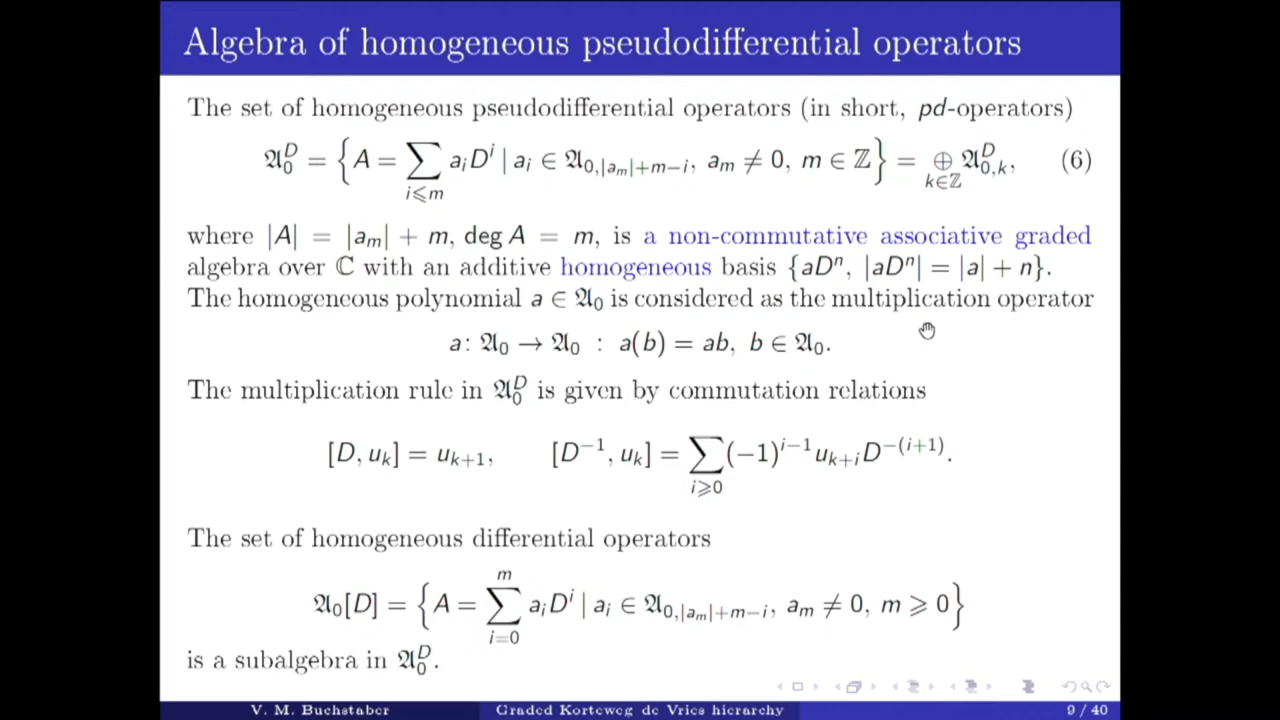 Algebra of homogeneous pseudodifferential operators
The set of homogeneous pseudodifferential operators (in short, pd-operators)
𝔄₀ᴰ = { A = ∑_{i⩽m} a_i D^i | a_i ∈ 𝔄_{0,|a_m|+m−i}, a_m ≠ 0, m ∈ ℤ } = ⊕_{k∈ℤ} 𝔄^D_{0,k}, (6)
where |A| = |a_m| + m, deg A = m, is a non-commutative associative graded
algebra over ℂ with an additive homogeneous basis {aD^n, |aD^n| = |a| + n}.
The homogeneous polynomial a ∈ 𝔄₀ is considered as the multiplication operator
a: 𝔄₀ → 𝔄₀ : a(b) = ab, b ∈ 𝔄₀.
The multiplication rule in 𝔄₀ᴰ is given by commutation relations
[D, u_k] = u_{k+1}, [D^{−1}, u_k] = ∑_{i⩾0} (−1)^{i−1} u_{k+i} D^{−(i+1)}.
The set of homogeneous differential operators
𝔄₀[D] = { A = ∑_{i=0}^{m} a_i D^i | a_i ∈ 𝔄_{0,|a_m|+m−i}, a_m ≠ 0, m ⩾ 0 }
is a subalgebra in 𝔄₀ᴰ.
V. M. Buchstaber Graded Korteweg de Vries hierarchy 9 / 40